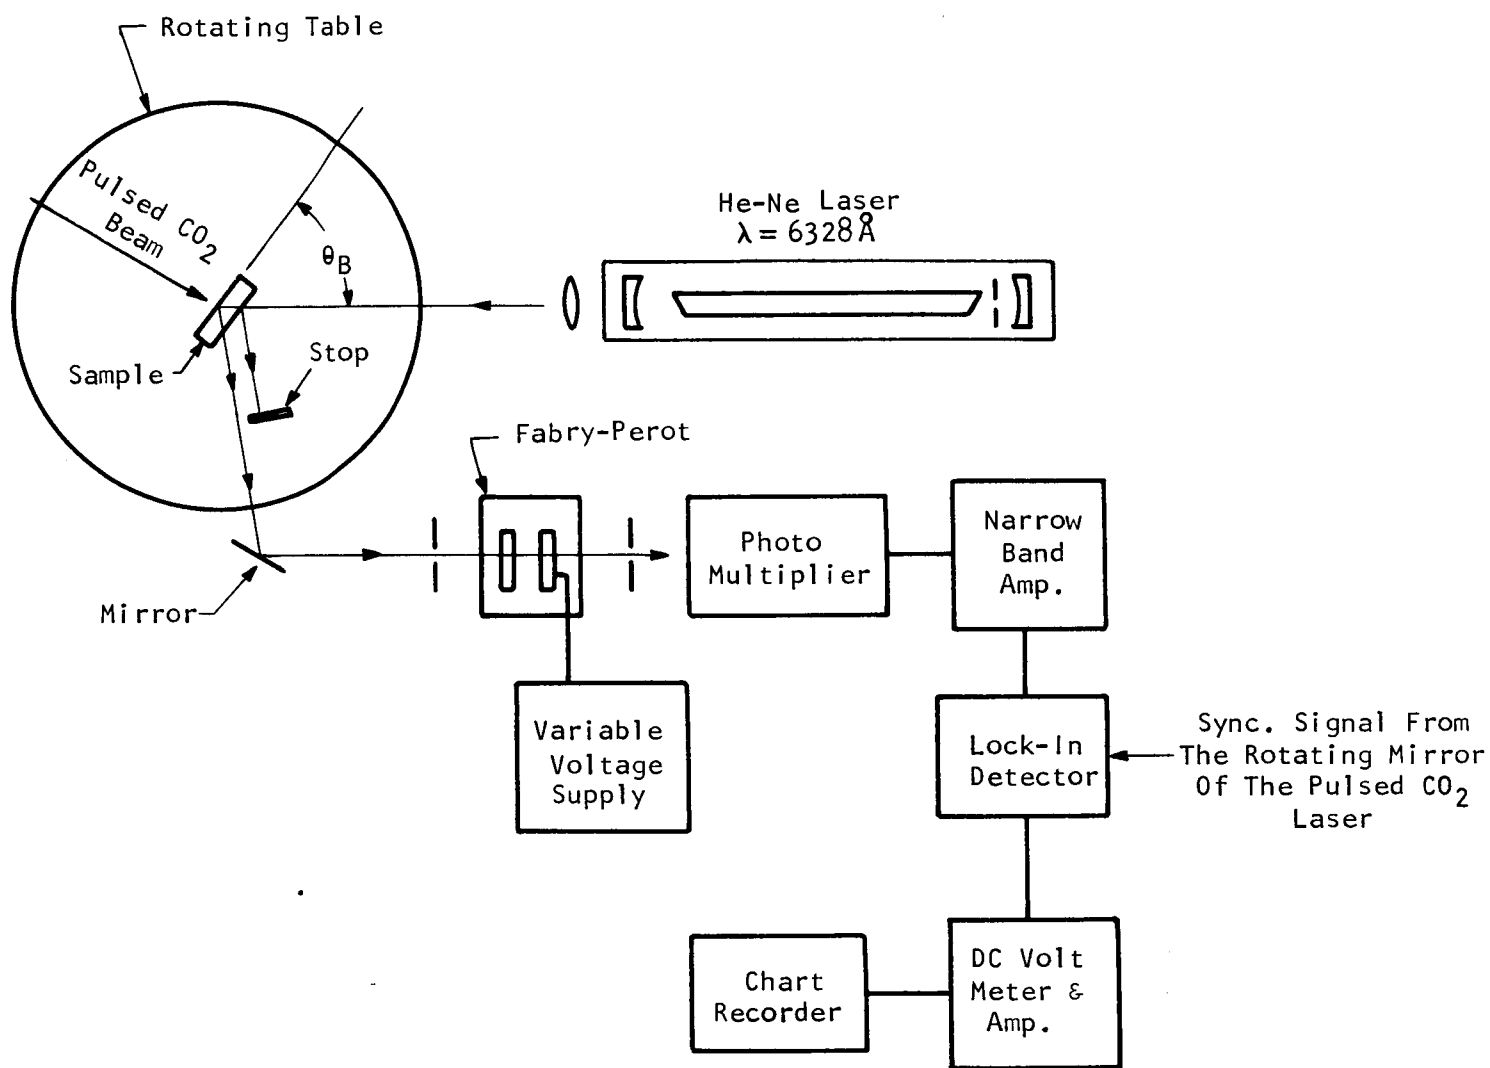 Rotating Table
Pulsed CO2
Beam
θB
He-Ne Laser
λ = 6328Å
Sample
Stop
Fabry-Perot
Mirror
Photo
Multiplier
Narrow
Band
Amp.
Variable
Voltage
Supply
Lock-In
Detector
Sync. Signal From
The Rotating Mirror
Of The Pulsed CO2
Laser
Chart
Recorder
DC Volt
Meter &
Amp.